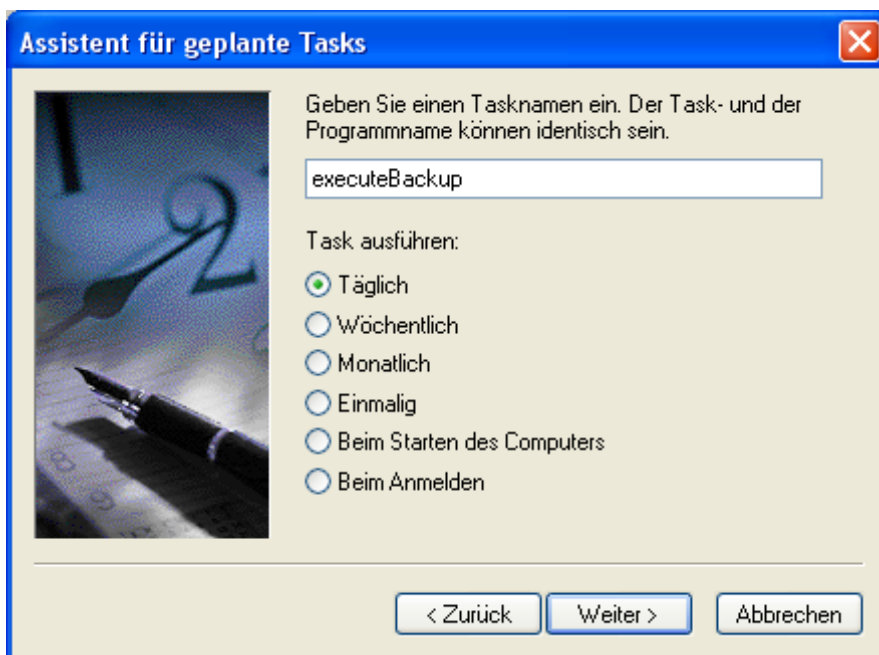 Assistent für geplante Tasks
Geben Sie einen Tasknamen ein. Der Task- und der
Programmname können identisch sein.
executeBackup
Task ausführen:
Täglich
Wöchentlich
Monatlich
Einmalig
Beim Starten des Computers
Beim Anmelden
< Zurück Weiter > Abbrechen